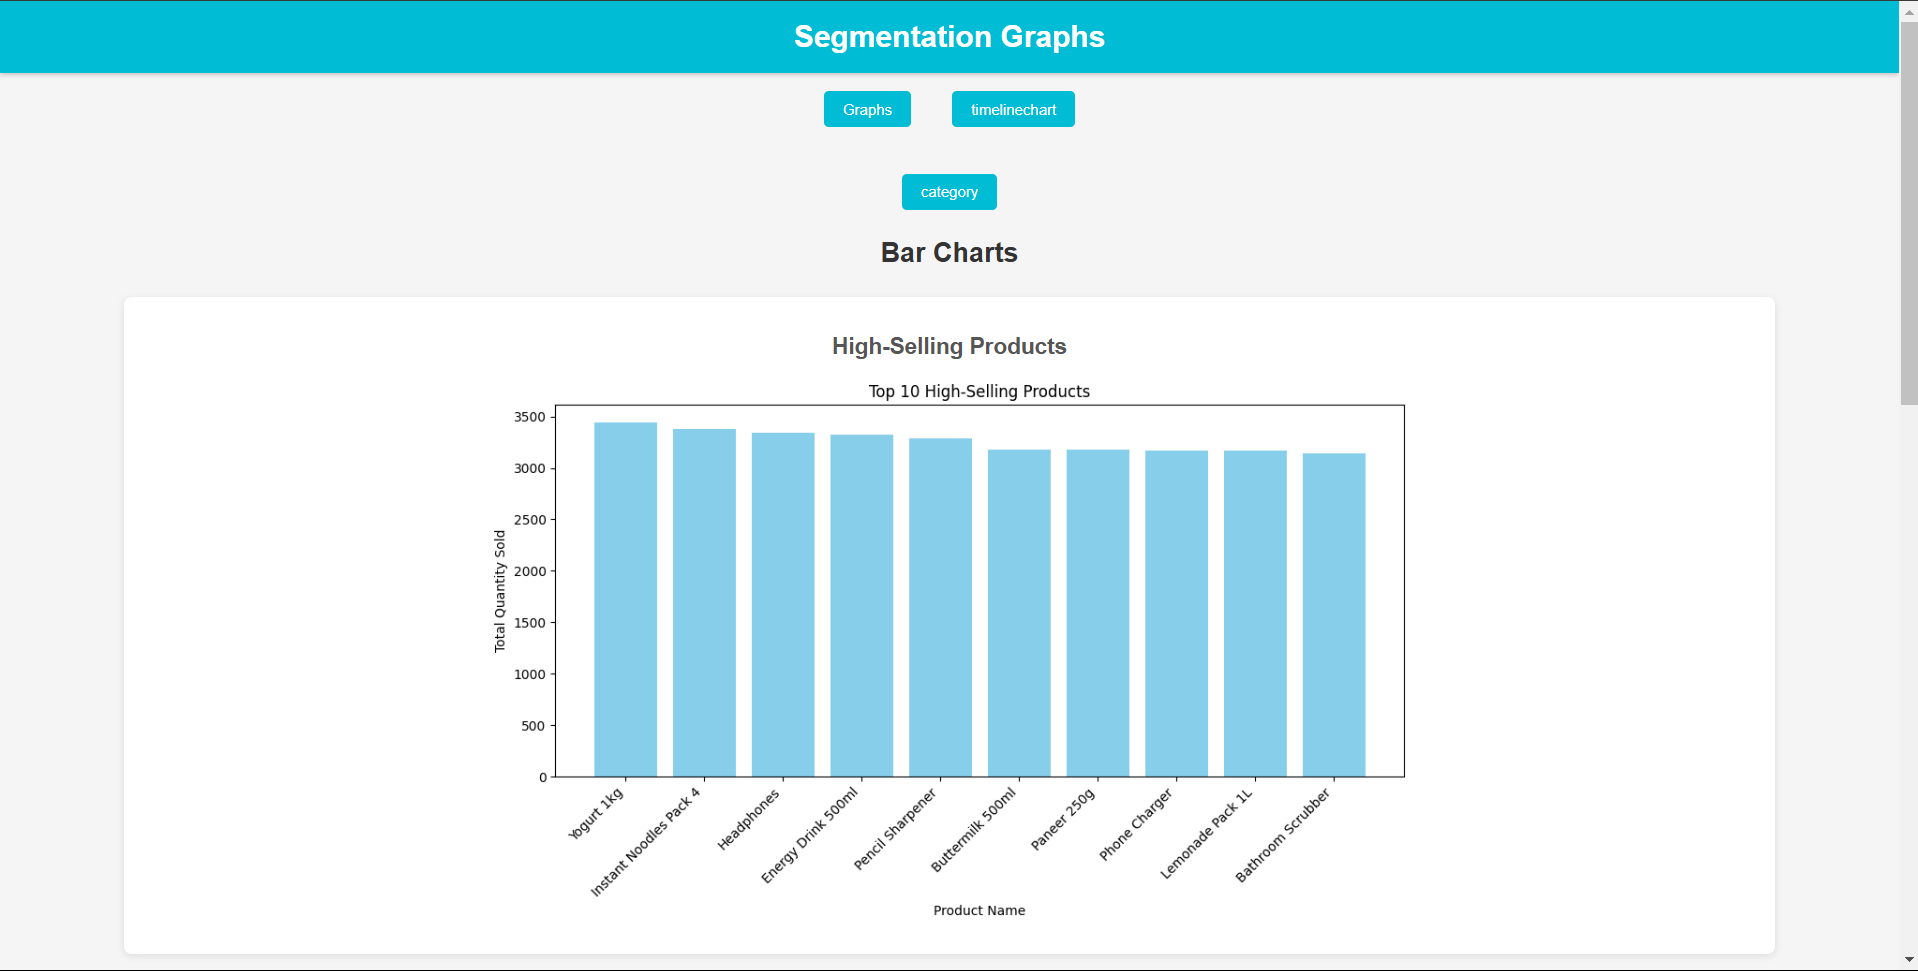 Segmentation Graphs
Graphs
timelinechart
category
Bar Charts
High-Selling Products
Top 10 High-Selling Products
3500
3000
2500
2000
1500
1000
500
0
Total Quantity Sold
Yogurt 1kg
Instant Noodles Pack 4
Headphones
Energy Drink 500ml
Pencil Sharpener
Buttermilk 500ml
Paneer 250g
Phone Charger
Lemonade Pack 1L
Bathroom Scrubber
Product Name